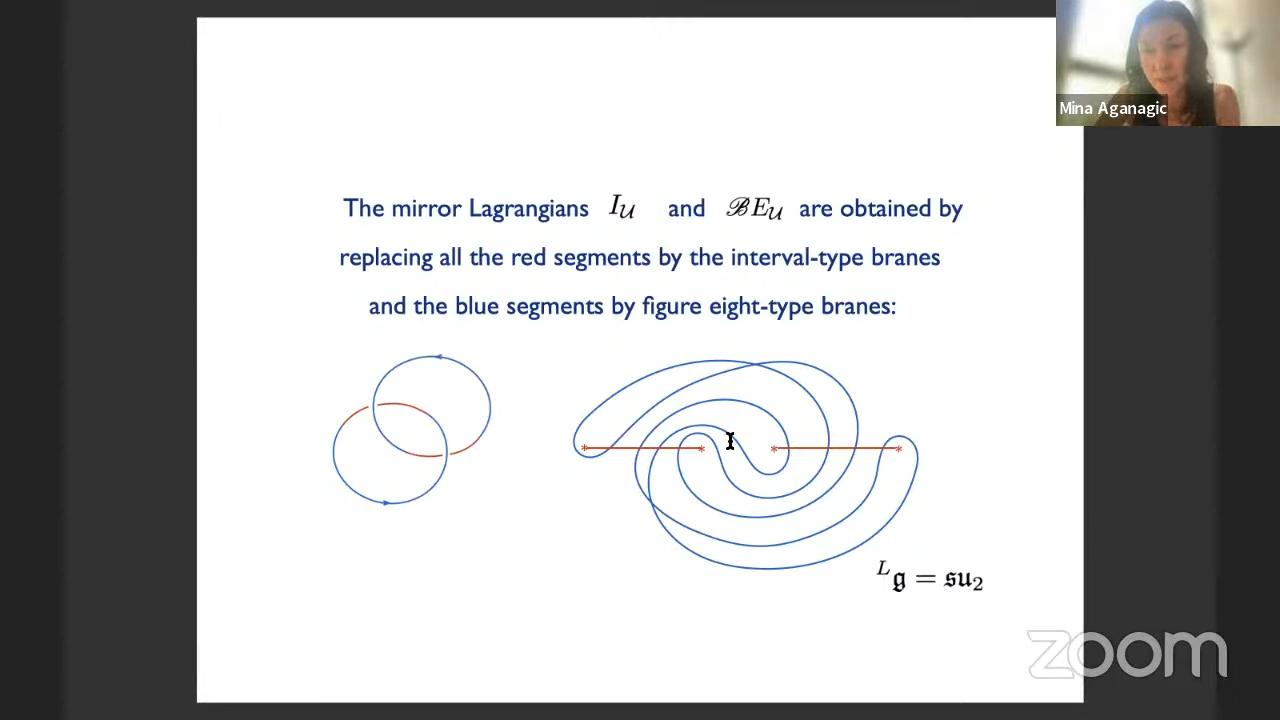 Mina Aganagic
The mirror Lagrangians I_𝒰 and ℬE_𝒰 are obtained by
replacing all the red segments by the interval-type branes
and the blue segments by figure eight-type branes:
* * * *
ᴸ𝔤 = 𝔰𝔲₂
zoom